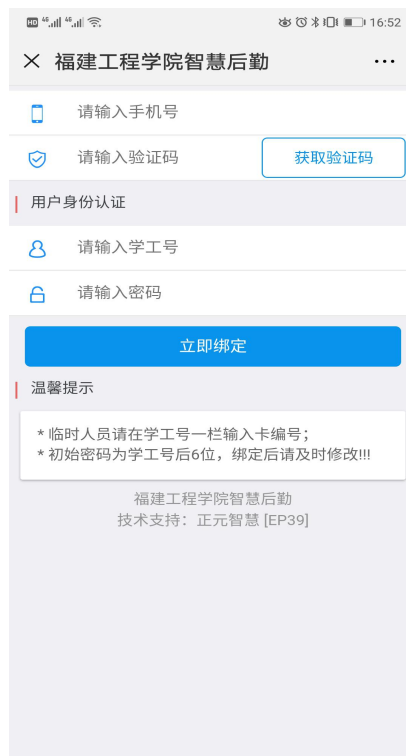 HD 46 46 16:52
福建工程学院智慧后勤
请输入手机号
请输入验证码 获取验证码
用户身份认证
请输入学工号
请输入密码
立即绑定
温馨提示
* 临时人员请在学工号一栏输入卡编号；
* 初始密码为学工号后6位，绑定后请及时修改!!!
福建工程学院智慧后勤
技术支持：正元智慧 [EP39]